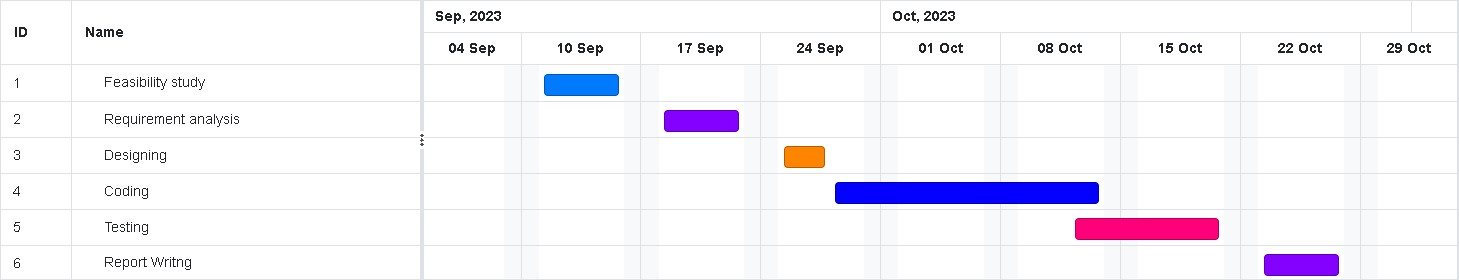 Sep, 2023 Oct, 2023
ID Name
04 Sep 10 Sep 17 Sep 24 Sep 01 Oct 08 Oct 15 Oct 22 Oct 29 Oct
1 Feasibility study
2 Requirement analysis
3 Designing
4 Coding
5 Testing
6 Report Writng